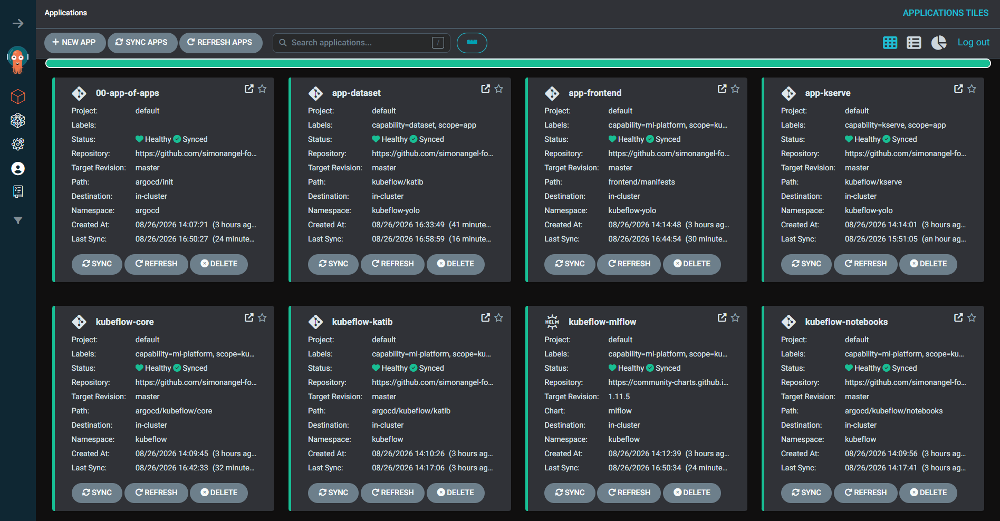 Applications
APPLICATIONS TILES
NEW APP SYNC APPS REFRESH APPS Search applications... / Log out
00-app-of-apps
Project: default
Labels:
Status: Healthy Synced
Repository: https://github.com/simonangel-fo...
Target Revision: master
Path: argocd/init
Destination: in-cluster
Namespace: argocd
Created At: 08/26/2026 14:07:21 (3 hours ag...
Last Sync: 08/26/2026 16:50:27 (24 minute...
SYNC REFRESH DELETE
app-dataset
Project: default
Labels: capability=dataset, scope=app
Status: Healthy Synced
Repository: https://github.com/simonangel-fo...
Target Revision: master
Path: kubeflow/katib
Destination: in-cluster
Namespace: kubeflow-yolo
Created At: 08/26/2026 16:33:49 (41 minute...
Last Sync: 08/26/2026 16:58:59 (16 minute...
SYNC REFRESH DELETE
app-frontend
Project: default
Labels: capability=ml-platform, scope=ku...
Status: Healthy Synced
Repository: https://github.com/simonangel-fo...
Target Revision: master
Path: frontend/manifests
Destination: in-cluster
Namespace: kubeflow-yolo
Created At: 08/26/2026 14:14:48 (3 hours ag...
Last Sync: 08/26/2026 16:44:54 (30 minute...
SYNC REFRESH DELETE
app-kserve
Project: default
Labels: capability=kserve, scope=app
Status: Healthy Synced
Repository: https://github.com/simonangel-fo...
Target Revision: master
Path: kubeflow/kserve
Destination: in-cluster
Namespace: kubeflow-yolo
Created At: 08/26/2026 14:14:01 (3 hours ag...
Last Sync: 08/26/2026 15:51:05 (an hour ag...
SYNC REFRESH DELETE
kubeflow-core
Project: default
Labels: capability=ml-platform, scope=ku...
Status: Healthy Synced
Repository: https://github.com/simonangel-fo...
Target Revision: master
Path: argocd/kubeflow/core
Destination: in-cluster
Namespace: kubeflow
Created At: 08/26/2026 14:09:45 (3 hours ag...
Last Sync: 08/26/2026 16:42:33 (32 minute...
SYNC REFRESH DELETE
kubeflow-katib
Project: default
Labels: capability=ml-platform, scope=ku...
Status: Healthy Synced
Repository: https://github.com/simonangel-fo...
Target Revision: master
Path: argocd/kubeflow/katib
Destination: in-cluster
Namespace: kubeflow
Created At: 08/26/2026 14:10:26 (3 hours ag...
Last Sync: 08/26/2026 14:17:06 (3 hours ag...
SYNC REFRESH DELETE
HELM kubeflow-mlflow
Project: default
Labels: capability=ml-platform, scope=ku...
Status: Healthy Synced
Repository: https://community-charts.github.i...
Target Revision: 1.11.5
Chart: mlflow
Destination: in-cluster
Namespace: kubeflow
Created At: 08/26/2026 14:12:39 (3 hours ag...
Last Sync: 08/26/2026 16:50:34 (24 minute...
SYNC REFRESH DELETE
kubeflow-notebooks
Project: default
Labels: capability=ml-platform, scope=ku...
Status: Healthy Synced
Repository: https://github.com/simonangel-fo...
Target Revision: master
Path: argocd/kubeflow/notebooks
Destination: in-cluster
Namespace: kubeflow
Created At: 08/26/2026 14:09:56 (3 hours ag...
Last Sync: 08/26/2026 14:17:41 (3 hours ag...
SYNC REFRESH DELETE